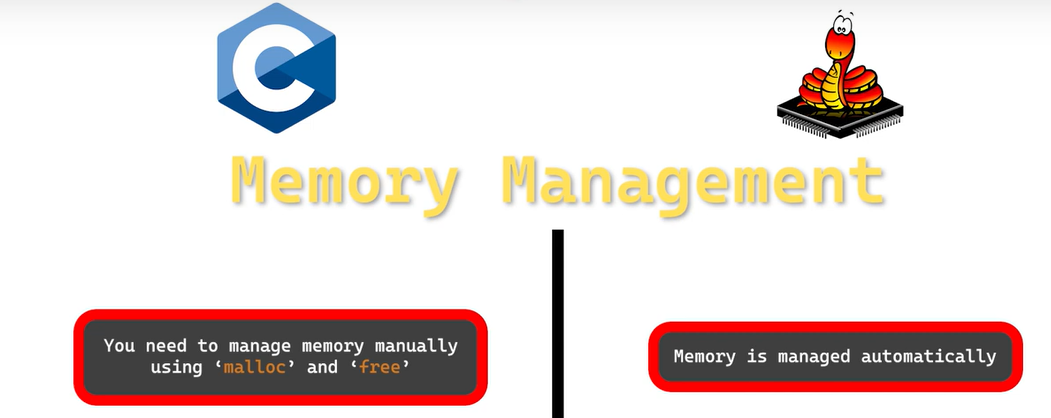 C
Memory Management
You need to manage memory manually
using ‘malloc’ and ‘free’
Memory is managed automatically